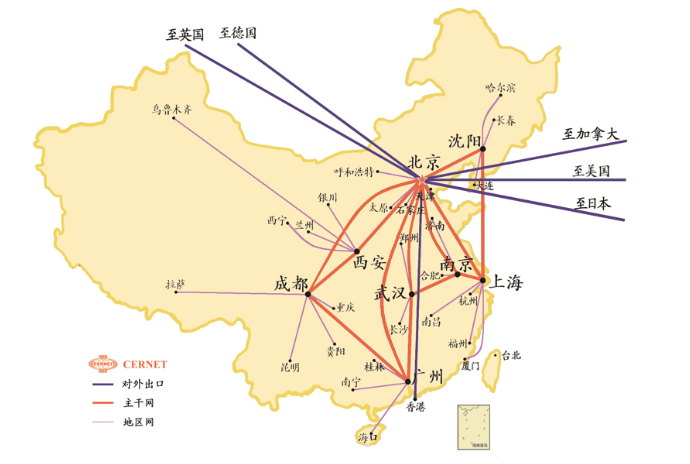 至英国
至德国
哈尔滨
乌鲁木齐
长春
沈阳
至加拿大
北京
呼和浩特
至美国
大连
天津
银川
太原
石家庄
至日本
西宁
兰州
济南
郑州
西安
南京
合肥
成都
武汉
上海
拉萨
杭州
重庆
南昌
长沙
福州
贵阳
台北
昆明
桂林
厦门
广州
南宁
香港
海口
CERNET
对外出口
主干网
地区网